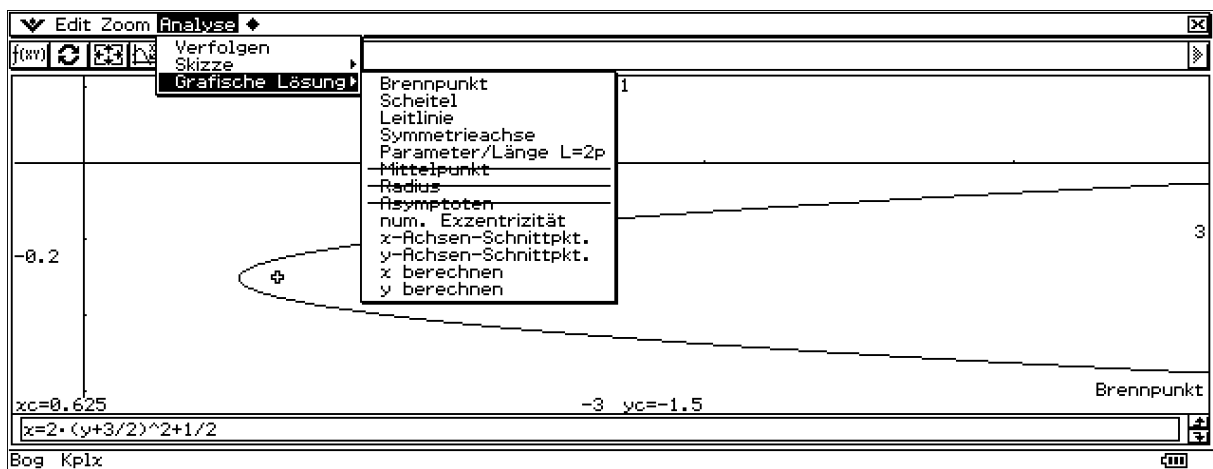 Edit Zoom Analyse ◆
f(xy)
Verfolgen
Skizze
Grafische Lösung
Brennpunkt
Scheitel
Leitlinie
Symmetrieachse
Parameter/Länge L=2p
Mittelpunkt
Radius
Asymptoten
num. Exzentrizität
x-Achsen-Schnittpkt.
y-Achsen-Schnittpkt.
x berechnen
y berechnen
1
3
-0.2
Brennpunkt
xc=0.625 -3 yc=-1.5
x=2·(y+3/2)^2+1/2
Bog Kplx